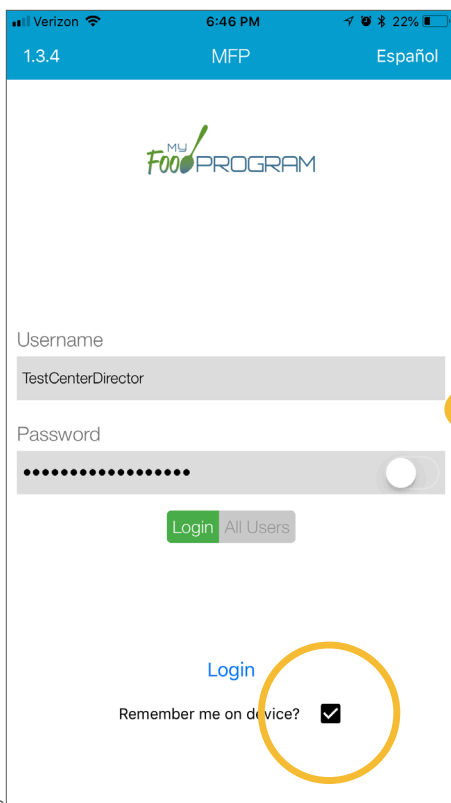 Verizon 6:46 PM 22%
1.3.4 MFP Español
MY
FOOD PROGRAM
Username
TestCenterDirector
Password
••••••••••••••••••
Login All Users
Login
Remember me on device?